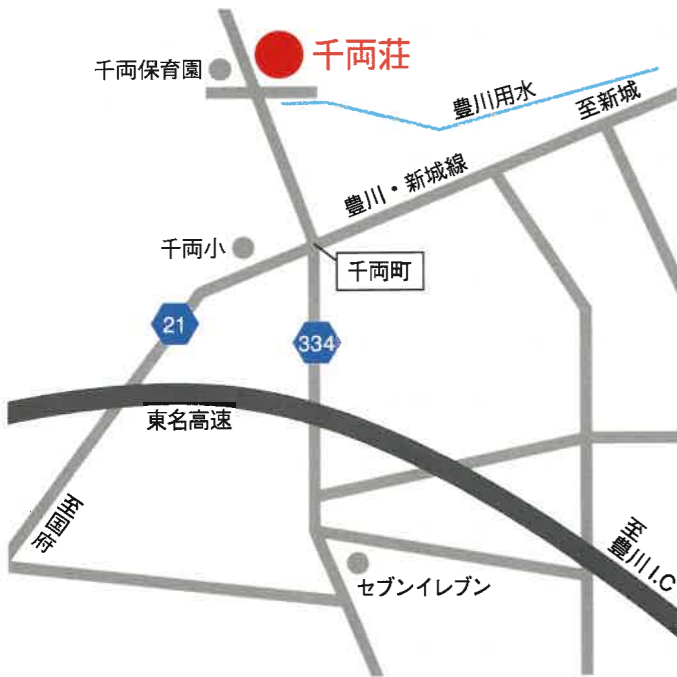 千両荘
千両保育園
豊川用水
至新城
豊川・新城線
千両小
千両町
21
334
東名高速
至国府
至
豊川I.C
セブンイレブン